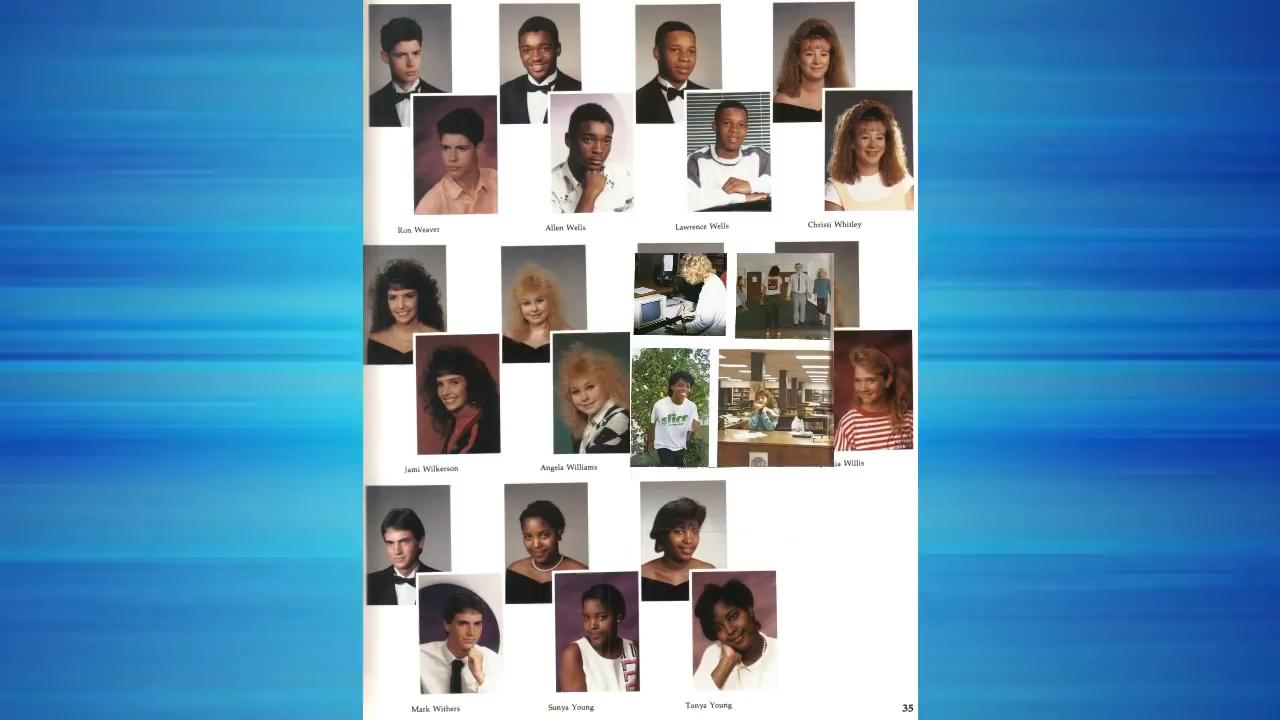 Ron Weaver
Allen Wells
Lawrence Wells
Christi Whitley
slice
Jami Wilkerson
Angela Williams
Willis
Mark Withers
Sonya Young
Tonya Young
35